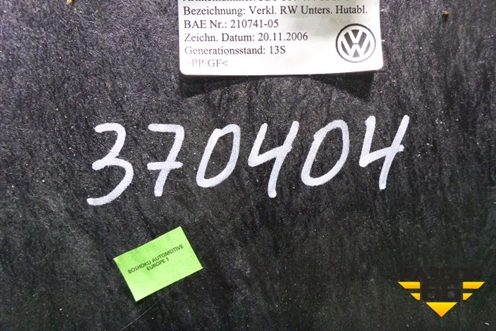 Bezeichnung: Verkl. RW Unters. Hutabl.
BAE Nr.: 210741-05
Zeichn. Datum: 20.11.2006
Generationsstand: 13S
>PP/GF<
370404
BOSHOKU AUTOMOTIVE
EUROPE 1